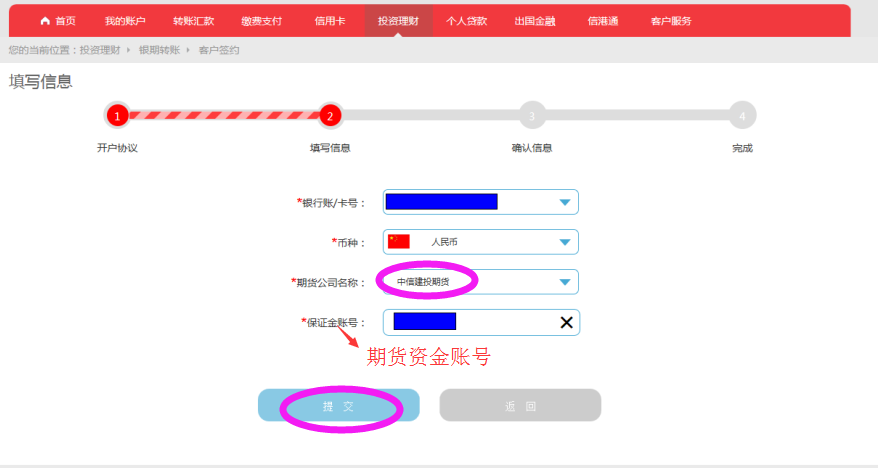 首页 我的账户 转账汇款 缴费支付 信用卡 投资理财 个人贷款 出国金融 信港通 客户服务
您的当前位置：投资理财 银期转账 客户签约
填写信息
1 2 3 4
开户协议 填写信息 确认信息 完成
*银行账/卡号：
*币种： 人民币
*期货公司名称： 中信建投期货
*保证金账号：
期货资金账号
提 交 返 回